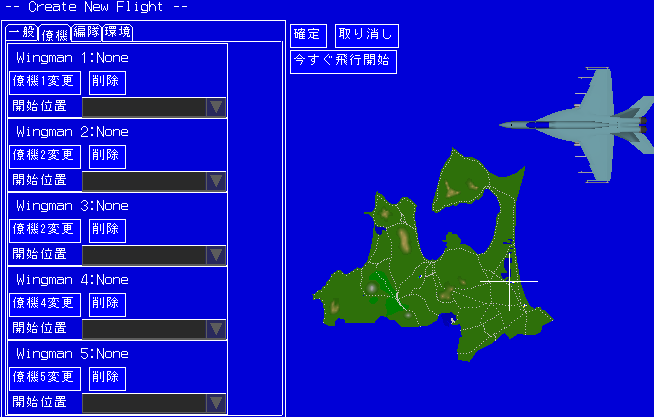 -- Create New Flight --
一般 僚機 編隊 環境
Wingman 1:None
僚機1変更 削除
開始位置
Wingman 2:None
僚機2変更 削除
開始位置
Wingman 3:None
僚機2変更 削除
開始位置
Wingman 4:None
僚機4変更 削除
開始位置
Wingman 5:None
僚機5変更 削除
開始位置
確定 取り消し
今すぐ飛行開始